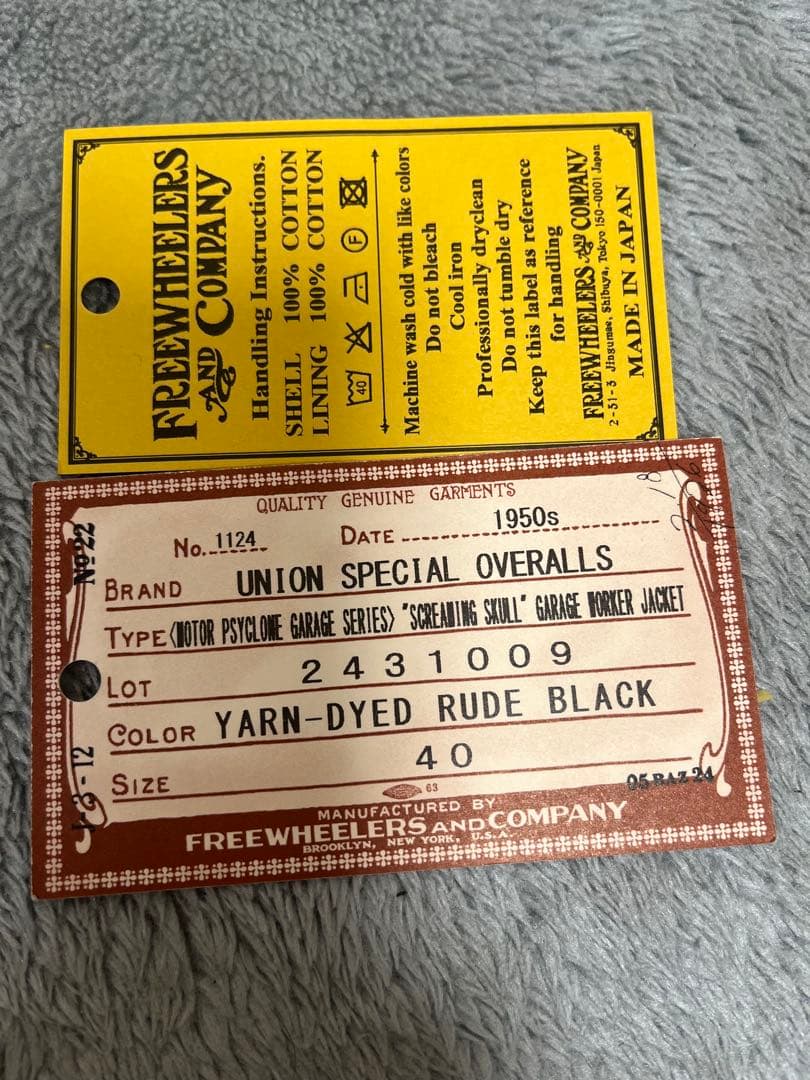 FREEWHEELERS
AND COMPANY
Handling Instructions.
SHELL 100% COTTON
LINING 100% COTTON
40 F
Machine wash cold with like colors
Do not bleach
Cool iron
Professionally dryclean
Do not tumble dry
Keep this label as reference
for handling
FREEWHEELERS AND COMPANY
2-31-3 Jingumae, Shibuya, Tokyo 150-0001 Japan
MADE IN JAPAN
QUALITY GENUINE GARMENTS
No. 1124 DATE 1950s
BRAND UNION SPECIAL OVERALLS
TYPE <MOTOR PSYCLONE GARAGE SERIES> "SCREAMING SKULL" GARAGE WORKER JACKET
LOT 2431009
COLOR YARN-DYED RUDE BLACK
SIZE 40
63
MANUFACTURED BY
FREEWHEELERS AND COMPANY
BROOKLYN, NEW YORK, U.S.A.
No 22
-12
05 BAZ 24